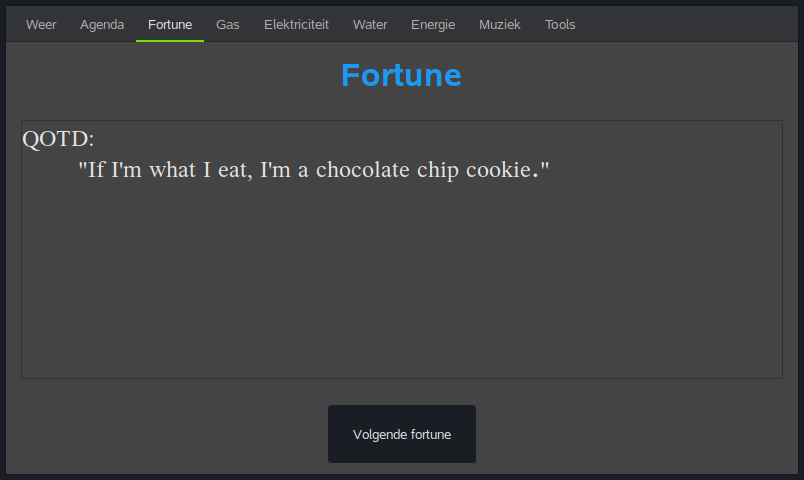 Weer Agenda Fortune Gas Elektriciteit Water Energie Muziek Tools
Fortune
QOTD:
"If I'm what I eat, I'm a chocolate chip cookie."
Volgende fortune